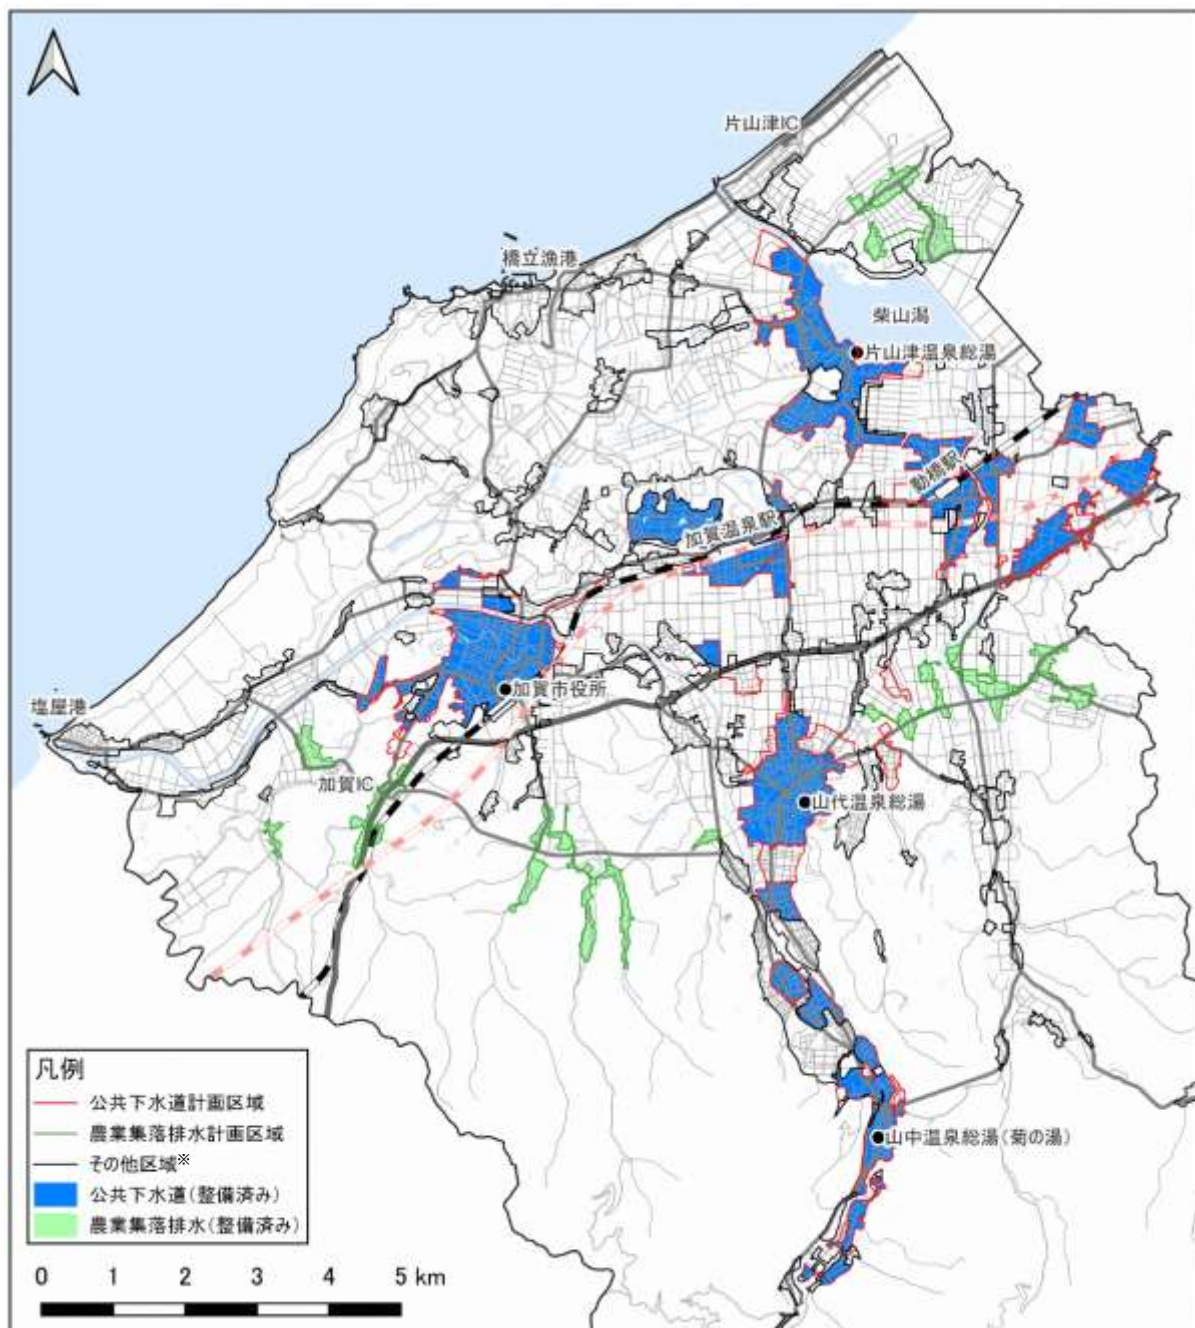 片山津IC
橋立漁港
柴山潟
片山津温泉総湯
動橋駅
加賀温泉駅
加賀市役所
塩屋港
加賀IC
山代温泉総湯
山中温泉総湯(菊の湯)
凡例
公共下水道計画区域
農業集落排水計画区域
その他区域※
公共下水道(整備済み)
農業集落排水(整備済み)
0 1 2 3 4 5 km